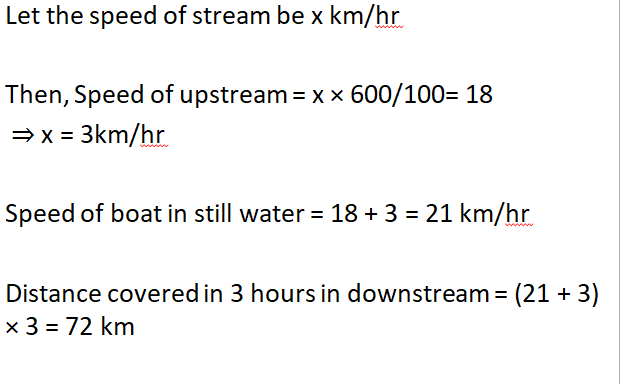 Let the speed of stream be x km/hr
Then, Speed of upstream = x × 600/100= 18
⇒ x = 3km/hr
Speed of boat in still water = 18 + 3 = 21 km/hr
Distance covered in 3 hours in downstream = (21 + 3)
× 3 = 72 km